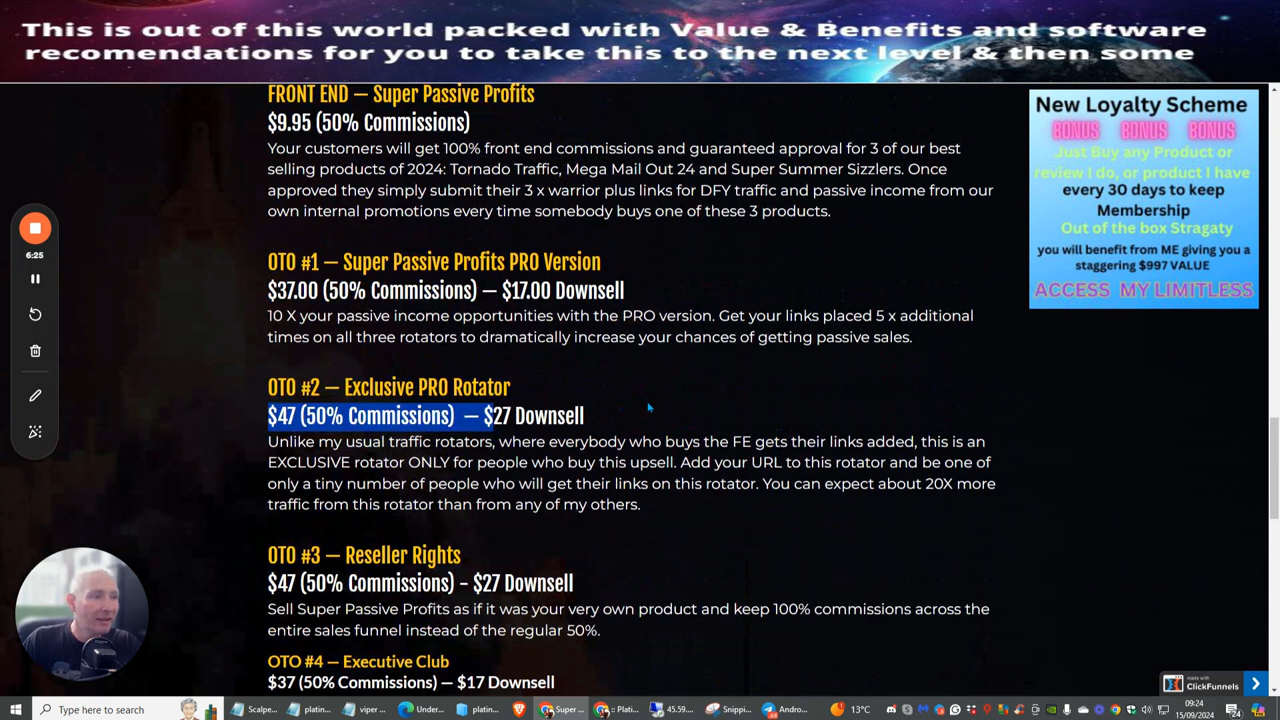 This is out of this world packed with Value & Benefits and software
recomendations for you to take this to the next level & then some
FRONT END — Super Passive Profits
$9.95 (50% Commissions)
Your customers will get 100% front end commissions and guaranteed approval for 3 of our best
selling products of 2024: Tornado Traffic, Mega Mail Out 24 and Super Summer Sizzlers. Once
approved they simply submit their 3 x warrior plus links for DFY traffic and passive income from our
own internal promotions every time somebody buys one of these 3 products.
OTO #1 — Super Passive Profits PRO Version
$37.00 (50% Commissions) — $17.00 Downsell
10 X your passive income opportunities with the PRO version. Get your links placed 5 x additional
times on all three rotators to dramatically increase your chances of getting passive sales.
OTO #2 — Exclusive PRO Rotator
$47 (50% Commissions) — $27 Downsell
Unlike my usual traffic rotators, where everybody who buys the FE gets their links added, this is an
EXCLUSIVE rotator ONLY for people who buy this upsell. Add your URL to this rotator and be one of
only a tiny number of people who will get their links on this rotator. You can expect about 20X more
traffic from this rotator than from any of my others.
OTO #3 — Reseller Rights
$47 (50% Commissions) - $27 Downsell
Sell Super Passive Profits as if it was your very own product and keep 100% commissions across the
entire sales funnel instead of the regular 50%.
OTO #4 — Executive Club
$37 (50% Commissions) — $17 Downsell
New Loyalty Scheme
BONUS BONUS BONUS
Just Buy any Product or
review I do, or product I have
every 30 days to keep
Membership
Out of the box Stragaty
you will benefit from ME giving you a
staggering $997 VALUE
ACCESS MY LIMITLESS
6:25
made with
ClickFunnels
Type here to search
Scalpe...
platin...
viper ...
Under...
platin...
Super ...
:: Plati...
45.59....
Snippi...
Andro...
13°C
09:24
15/09/2024
24